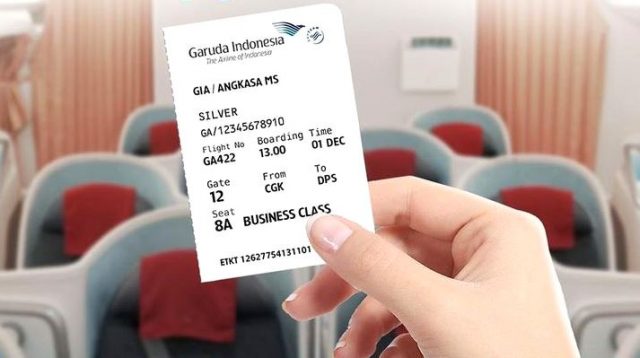 Garuda Indonesia
The Airline of Indonesia
GIA / ANGKASA MS
SILVER
GA/12345678910
Flight No Boarding Time
GA422 13.00 01 DEC
Gate From To
12 CGK DPS
Seat
8A BUSINESS CLASS
ETKT 12627754131101